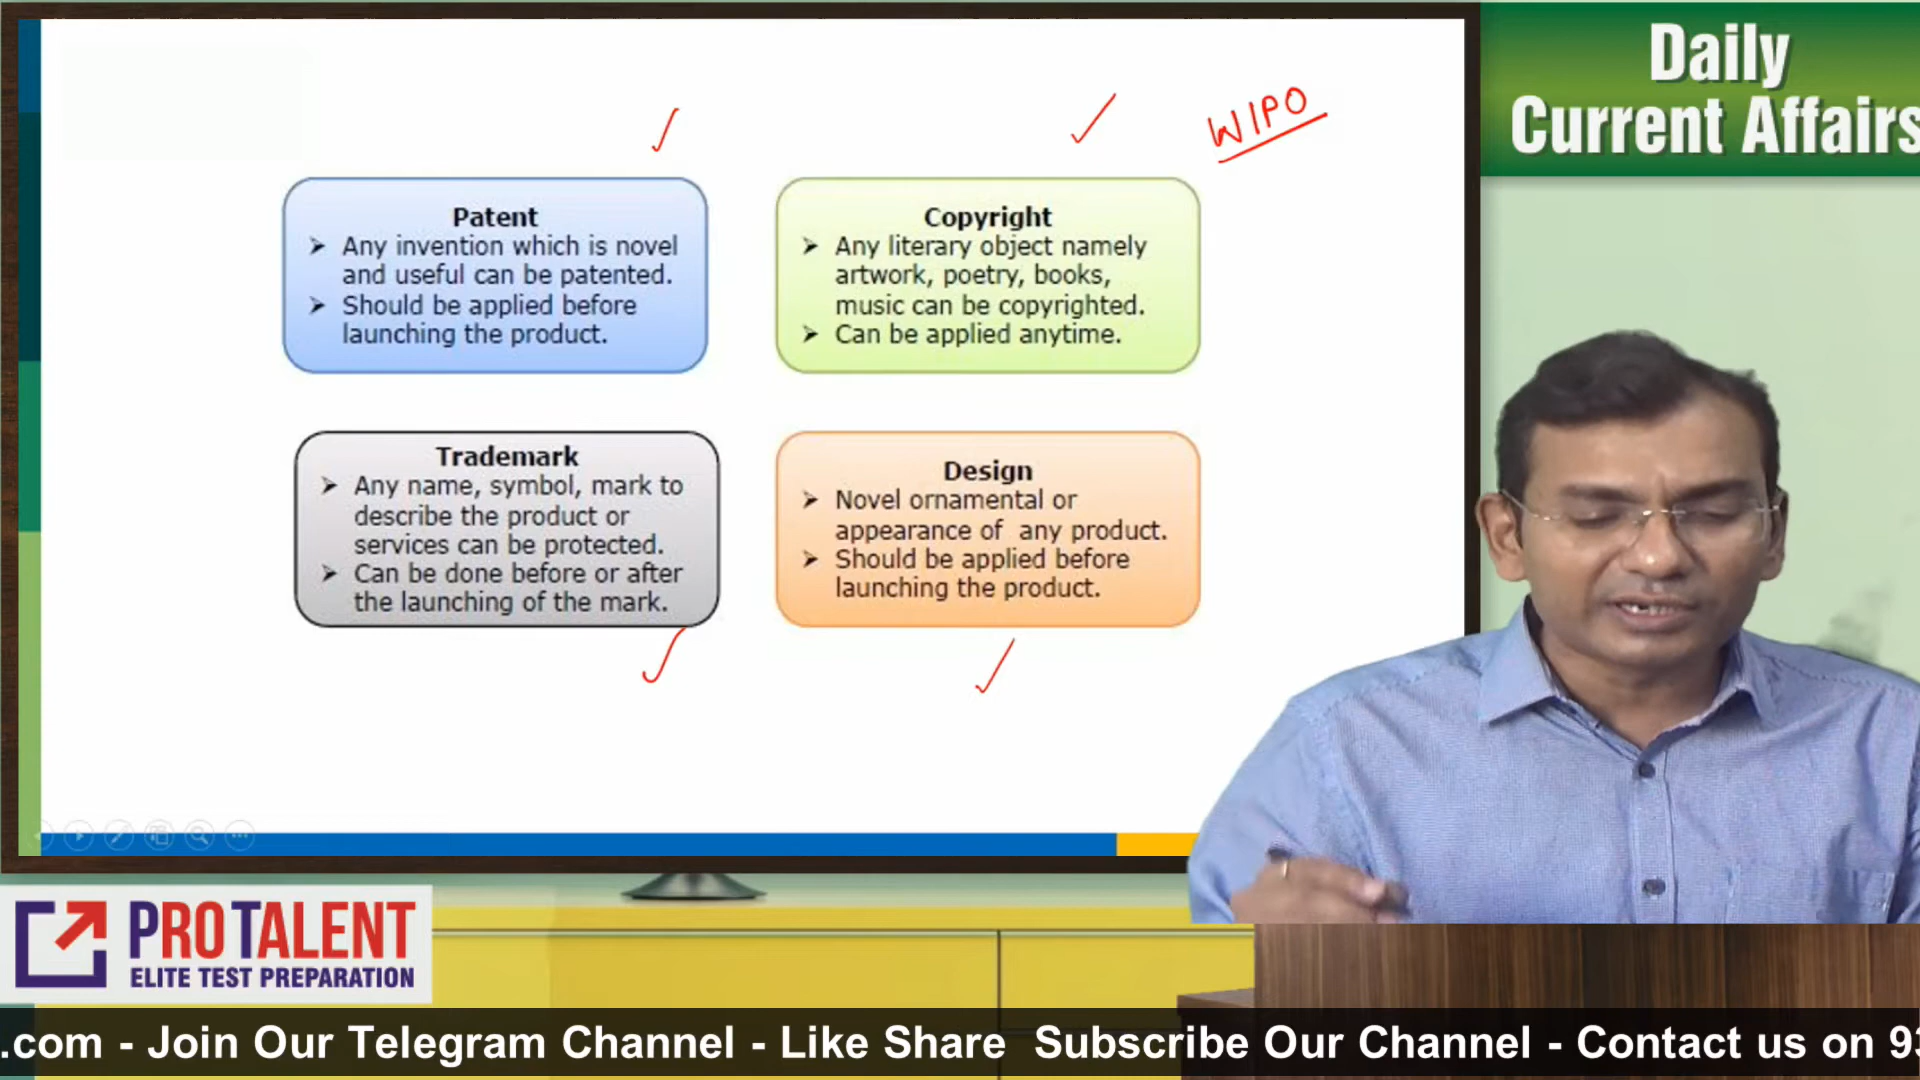 Daily
Current Affairs
WIPO
Patent
➢ Any invention which is novel
and useful can be patented.
➢ Should be applied before
launching the product.
Copyright
➢ Any literary object namely
artwork, poetry, books,
music can be copyrighted.
➢ Can be applied anytime.
Trademark
➢ Any name, symbol, mark to
describe the product or
services can be protected.
➢ Can be done before or after
the launching of the mark.
Design
➢ Novel ornamental or
appearance of any product.
➢ Should be applied before
launching the product.
PROTALENT
ELITE TEST PREPARATION
.com - Join Our Telegram Channel - Like Share Subscribe Our Channel - Contact us on 93